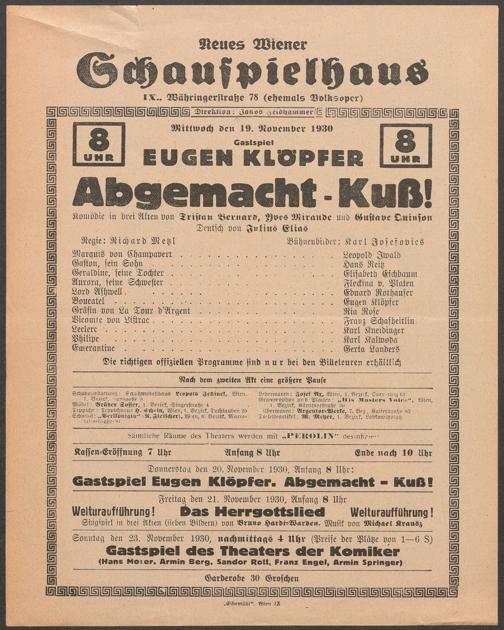 Neues Wiener
Schauspielhaus
IX., Währingerstraße 78 (ehemals Volksoper)
Direktion: Jakob Feldhammer
8 UHR
Mittwoch den 19. November 1930
8 UHR
Gastspiel
EUGEN KLÖPFER
Abgemacht - Kuß!
Komödie in drei Akten von Tristan Bernard, Yves Mirande und Gustave Quinson
Deutsch von Julius Elias
Regie: Richard Metzl Bühnenbilder: Karl Josefovics
Marquis von Champavert . . . Leopold Iwald
Gaston, sein Sohn . . . Hans Reitz
Geraldine, seine Tochter . . . Elisabeth Eichbaum
Aurora, seine Schwester . . . Flockina v. Platen
Lord Ashwell . . . Eduard Rothauser
Boucatel . . . Eugen Klöpfer
Gräfin von La Tour d'Argent . . . Ria Rose
Vicomte von Listrac . . . Franz Schafheitlin
Leclerc . . . Karl Kneidinger
Philipe . . . Karl Kalwoda
Emerantine . . . Gerta Landers
Die richtigen offiziellen Programme sind nur bei den Billeteuren erhältlich
Nach dem zweiten Akt eine größere Pause
Sämtliche Räume des Theaters werden mit „PEROLIN" desinfiziert
Kassen-Eröffnung 7 Uhr Anfang 8 Uhr Ende nach 10 Uhr
Donnerstag den 20. November 1930, Anfang 8 Uhr:
Gastspiel Eugen Klöpfer. Abgemacht - Kuß!
Freitag den 21. November 1930, Anfang 8 Uhr
Welturaufführung! Das Herrgottslied Welturaufführung!
Singspiel in drei Akten (sieben Bildern) von Bruno Hardt-Warden. Musik von Michael Krausz
Sonntag den 23. November 1930, nachmittags 4 Uhr (Preise der Plätze von 1—6 S)
Gastspiel des Theaters der Komiker
(Hans Moser, Armin Berg, Sandor Rott, Franz Engel, Armin Springer)
Garderobe 30 Groschen
„Elbemühl", Wien IX